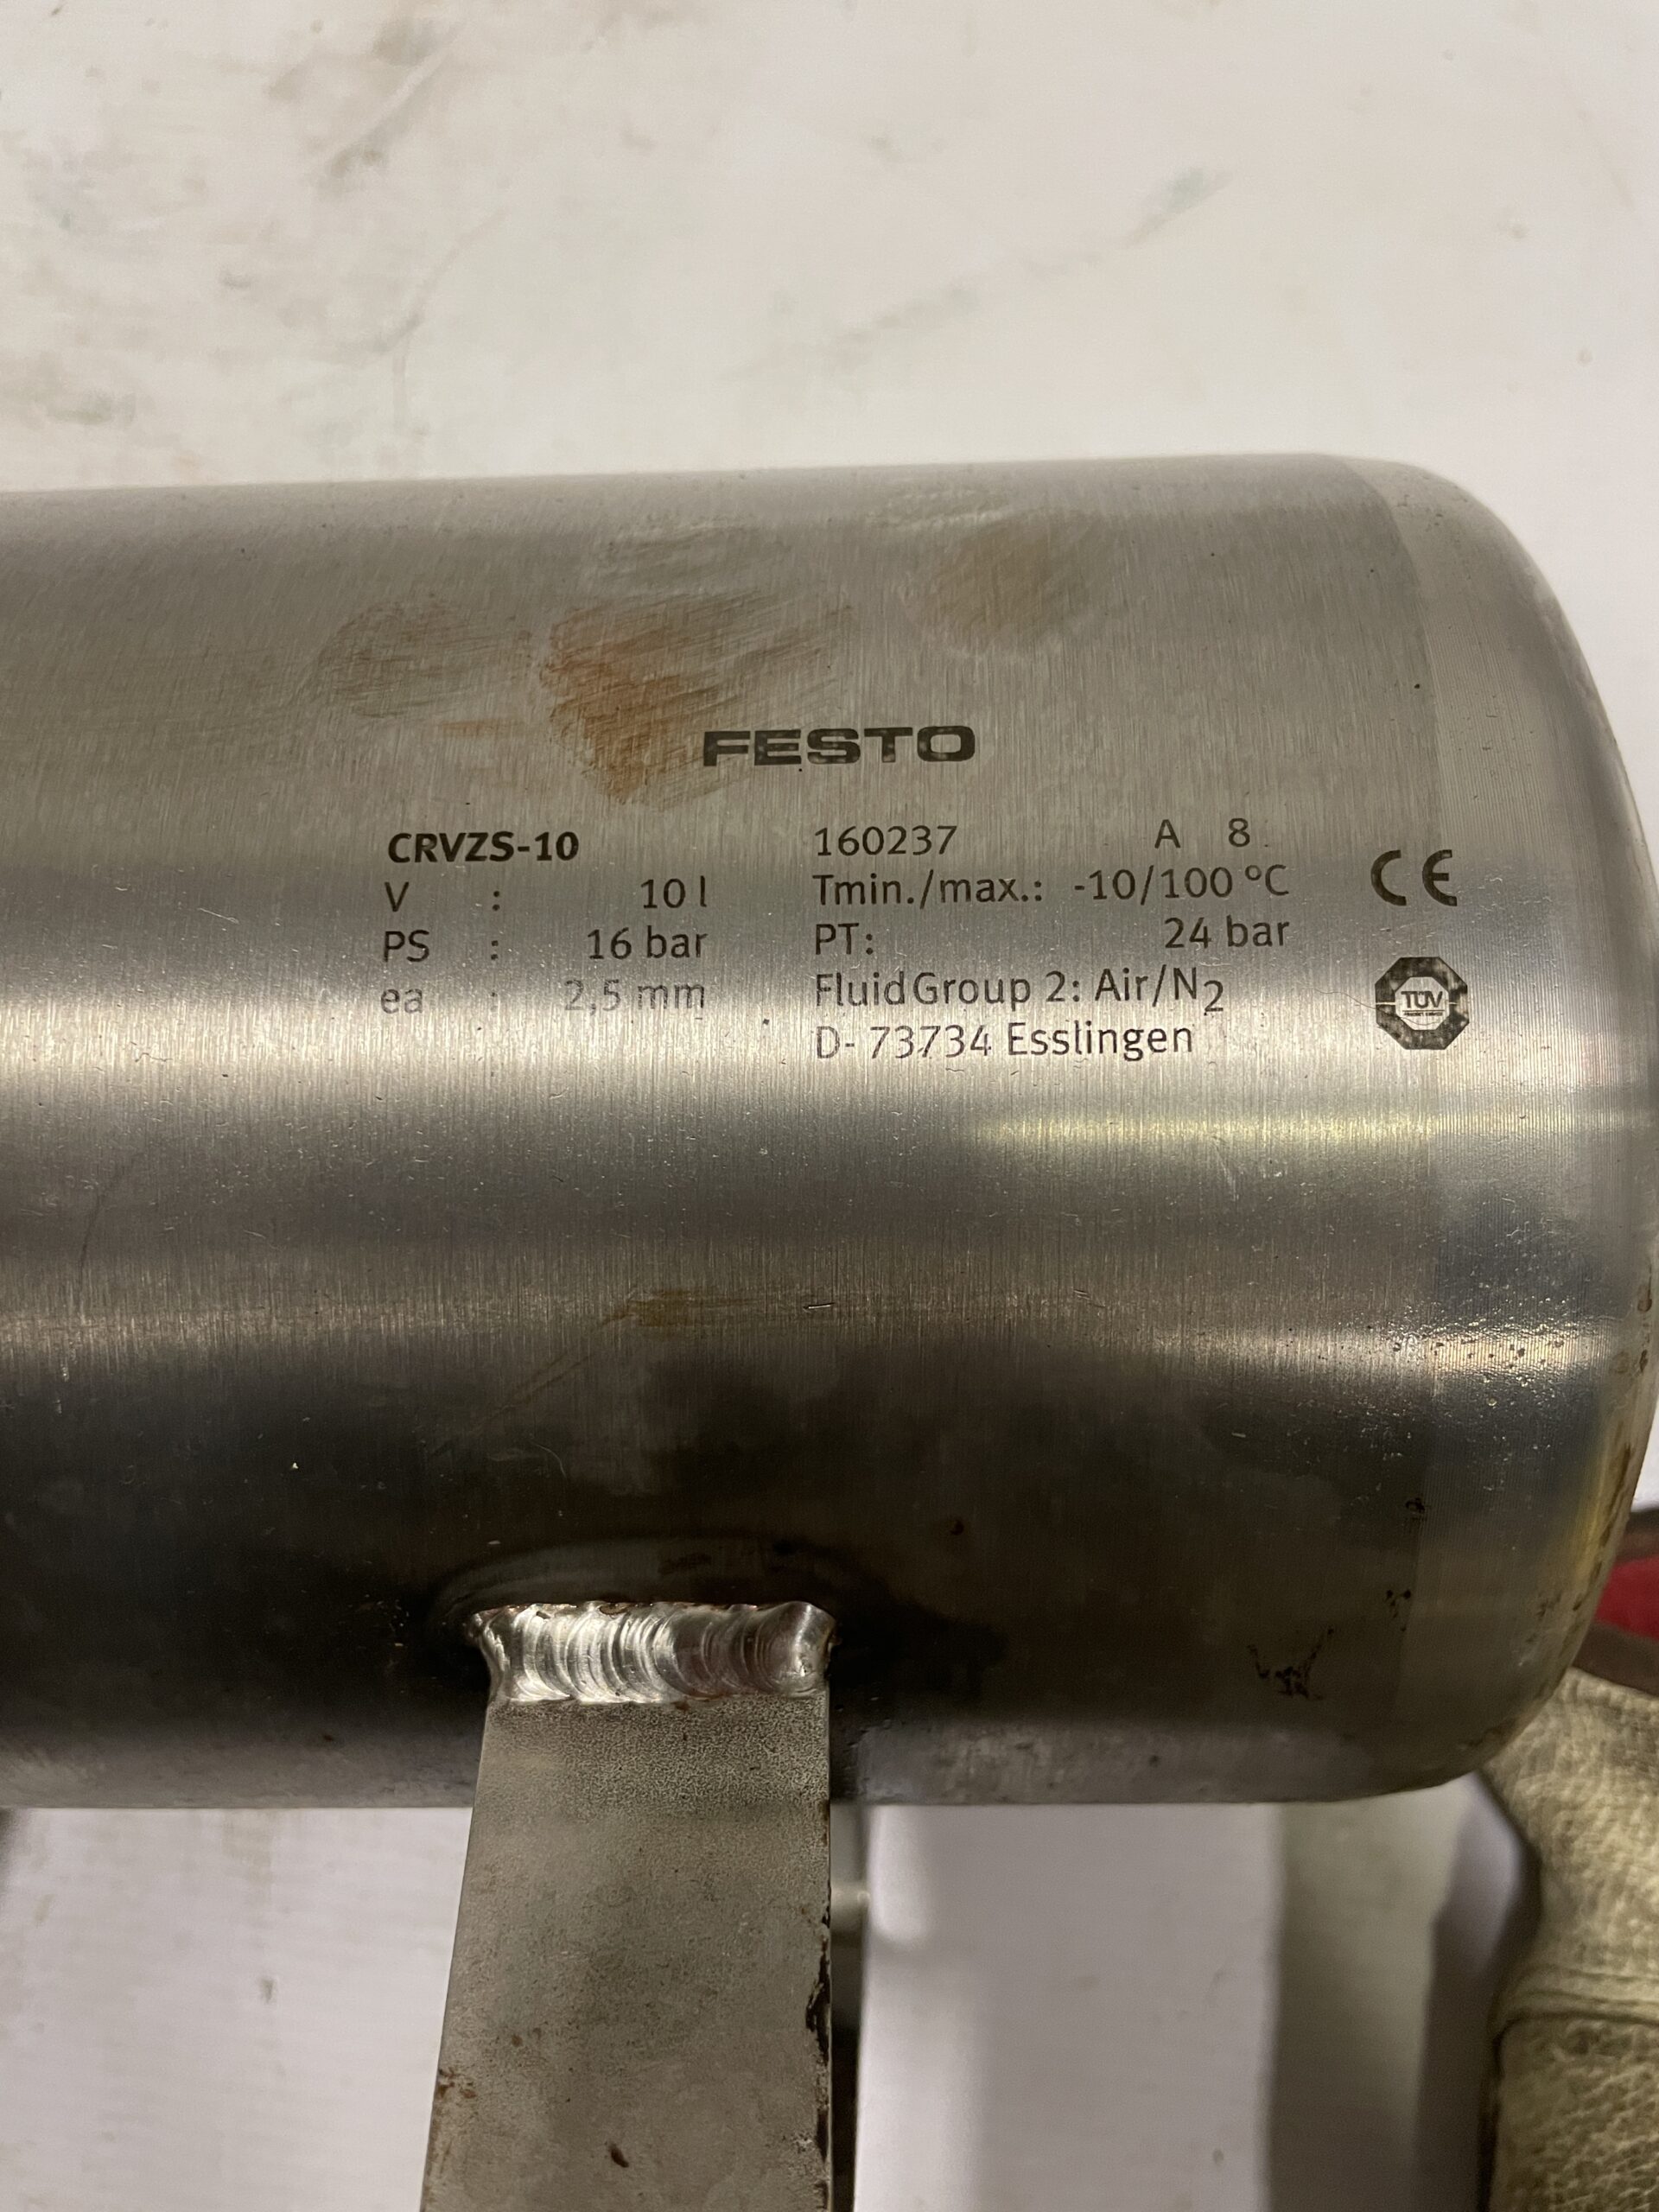 FESTO
CRVZS-10 160237 A 8
V : 10 l Tmin./max.: -10/100 °C
PS : 16 bar PT: 24 bar
ea : 2,5 mm Fluid Group 2: Air/N2
D- 73734 Esslingen
CE
TÜV